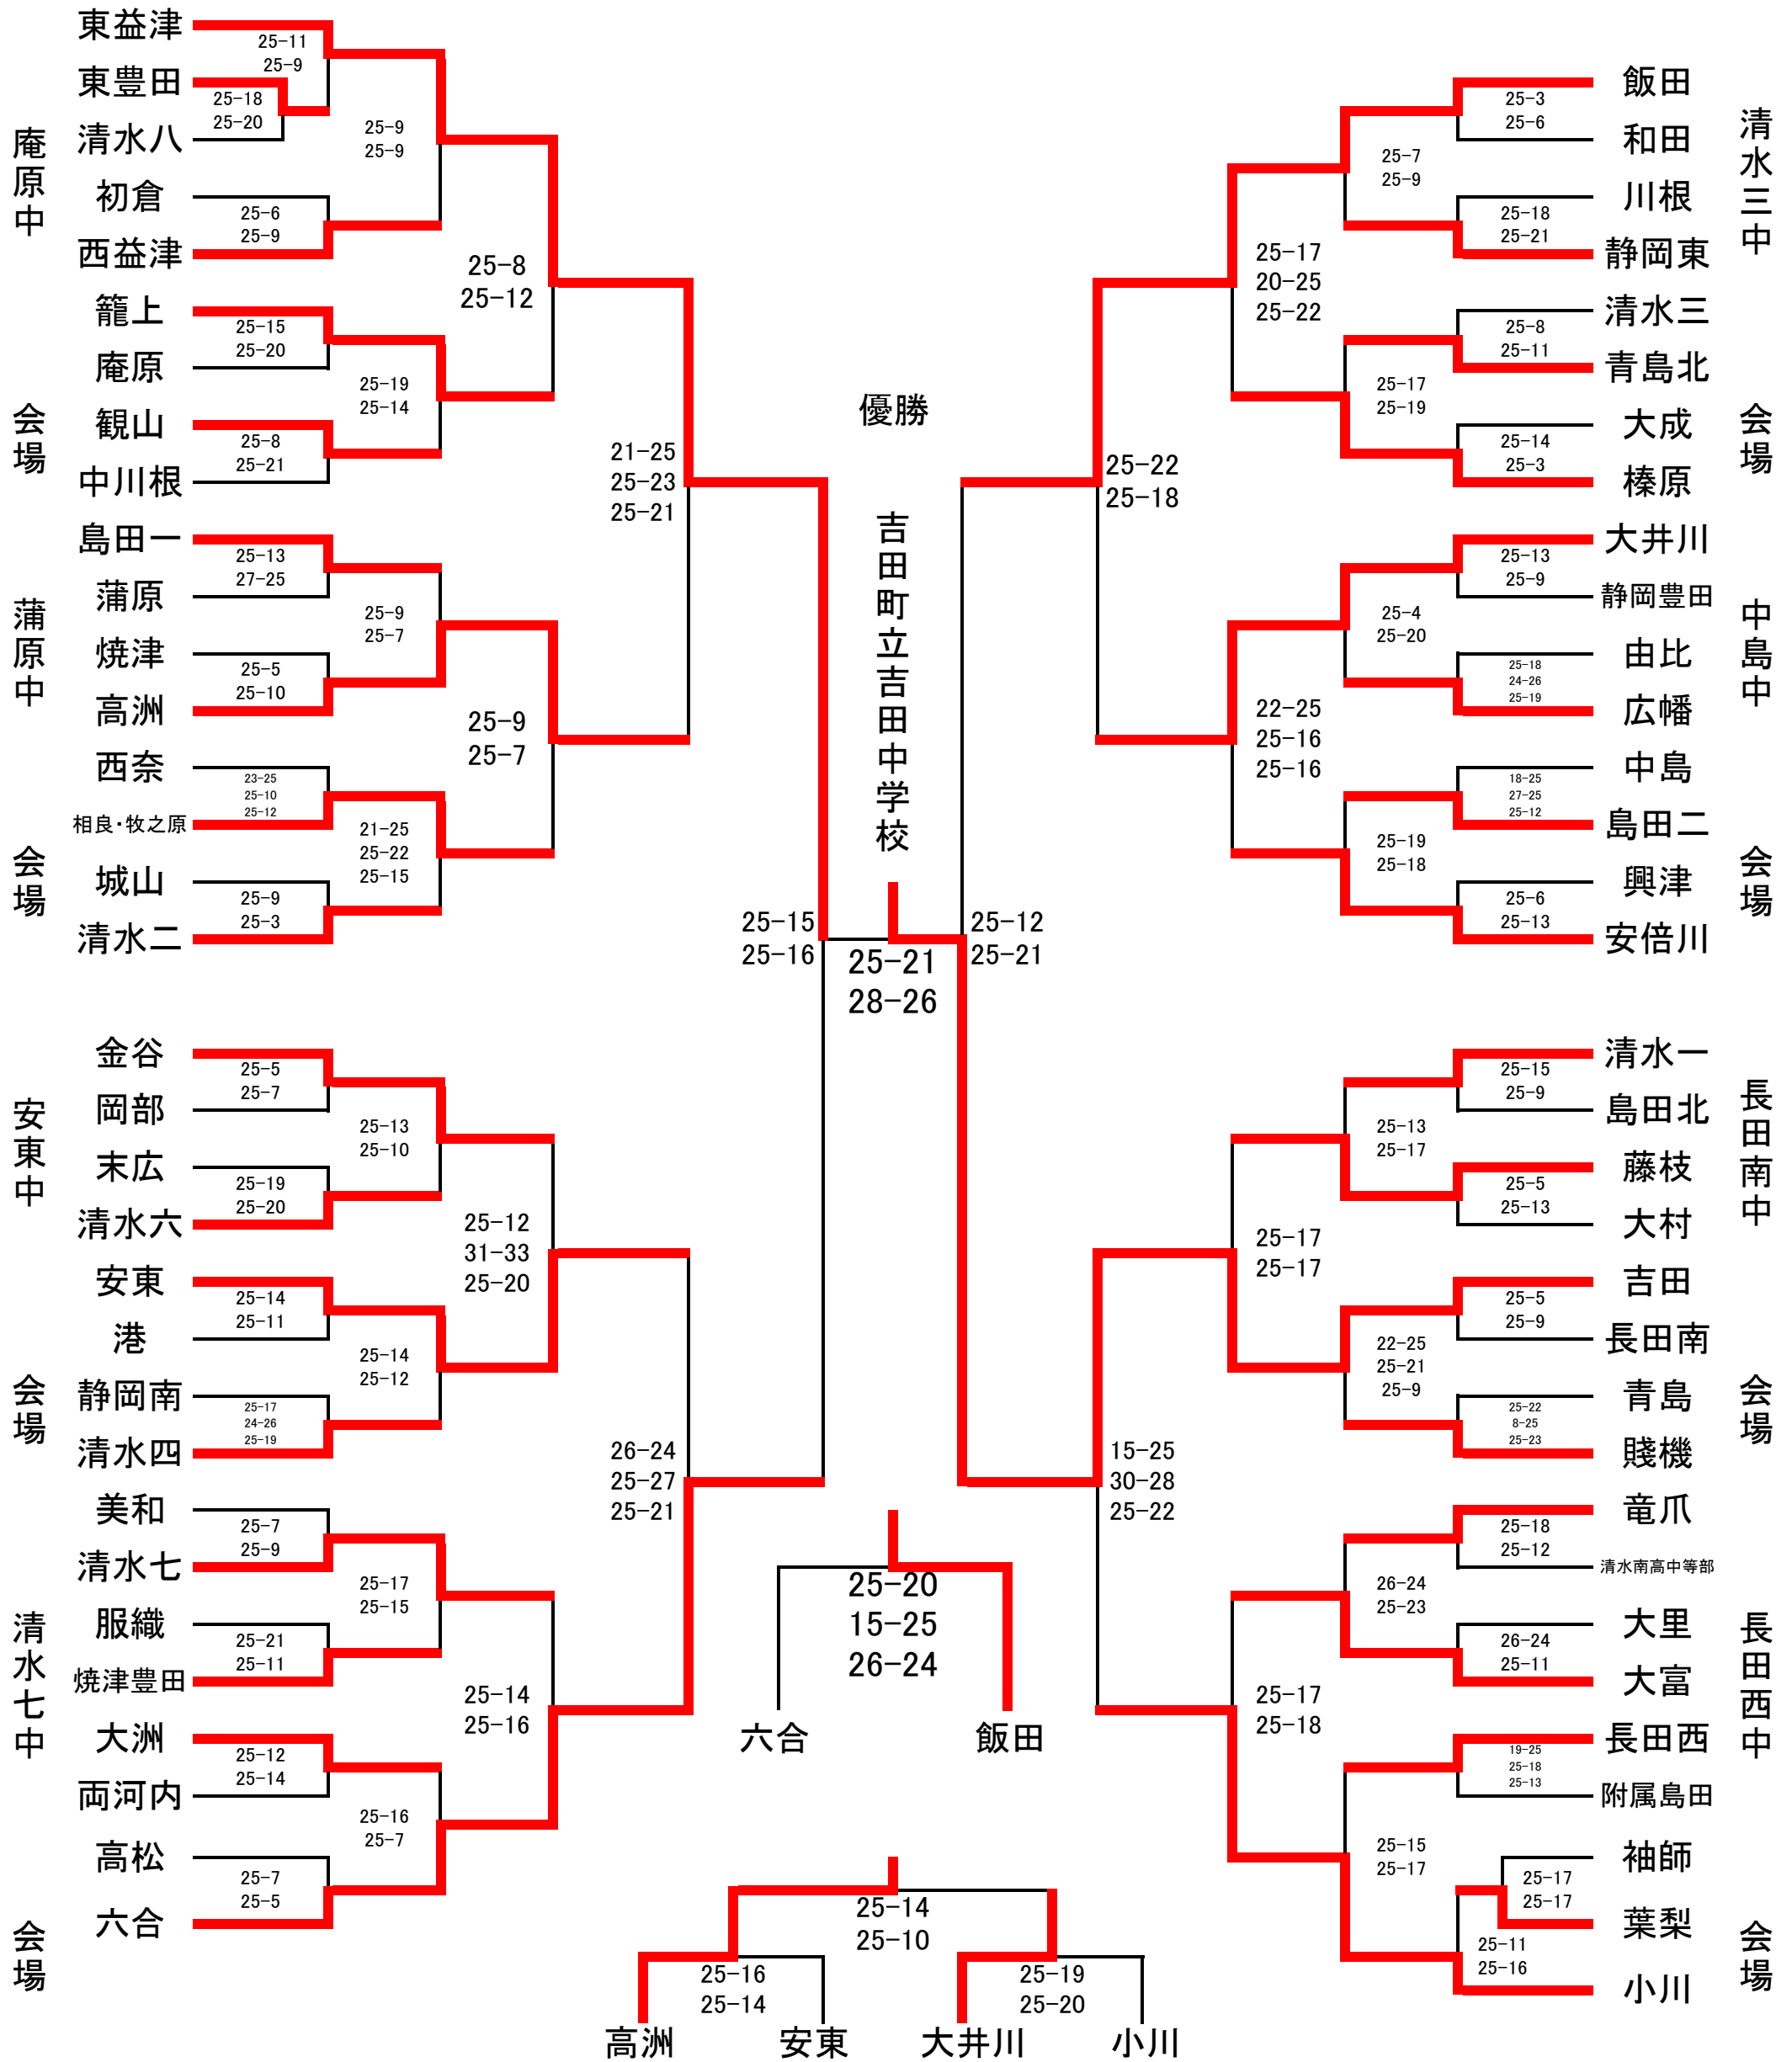 庵原中
会場
東益津
25-11
25-9
東豊田
25-18
25-20
清水八
25-9
25-9
初倉
25-6
25-9
西益津
25-8
25-12
籠上
25-15
25-20
庵原
25-19
25-14
観山
25-8
25-21
中川根
21-25
25-23
25-21
蒲原中
会場
島田一
25-13
27-25
蒲原
25-9
25-7
焼津
25-5
25-10
高洲
25-9
25-7
西奈
23-25
25-10
25-12
相良・牧之原
21-25
25-22
25-15
城山
25-9
25-3
清水二
25-15
25-16
安東中
会場
金谷
25-5
25-7
岡部
25-13
25-10
末広
25-19
25-20
清水六
25-12
31-33
25-20
安東
25-14
25-11
港
25-14
25-12
静岡南
25-17
24-26
25-19
清水四
26-24
25-27
25-21
清水七中
会場
美和
25-7
25-9
清水七
25-17
25-15
服織
25-21
25-11
焼津豊田
25-14
25-16
大洲
25-12
25-14
両河内
25-16
25-7
高松
25-7
25-5
六合
優勝
吉田町立吉田中学校
25-21
28-26
25-20
15-25
26-24
六合
飯田
25-14
25-10
25-16
25-14
25-19
25-20
高洲
安東
大井川
小川
清水三中
会場
飯田
25-3
25-6
和田
25-7
25-9
川根
25-18
25-21
静岡東
25-17
20-25
25-22
清水三
25-8
25-11
青島北
25-17
25-19
大成
25-14
25-3
榛原
25-22
25-18
中島中
会場
大井川
25-13
25-9
静岡豊田
25-4
25-20
由比
25-18
24-26
25-19
広幡
22-25
25-16
25-16
中島
18-25
27-25
25-12
島田二
25-19
25-18
興津
25-6
25-13
安倍川
25-12
25-21
長田南中
会場
清水一
25-15
25-9
島田北
25-13
25-17
藤枝
25-5
25-13
大村
25-17
25-17
吉田
25-5
25-9
長田南
22-25
25-21
25-9
青島
25-22
8-25
25-23
賤機
15-25
30-28
25-22
長田西中
会場
竜爪
25-18
25-12
清水南高中等部
26-24
25-23
大里
26-24
25-11
大富
25-17
25-18
長田西
19-25
25-18
25-13
附属島田
25-15
25-17
袖師
25-17
25-17
葉梨
25-11
25-16
小川